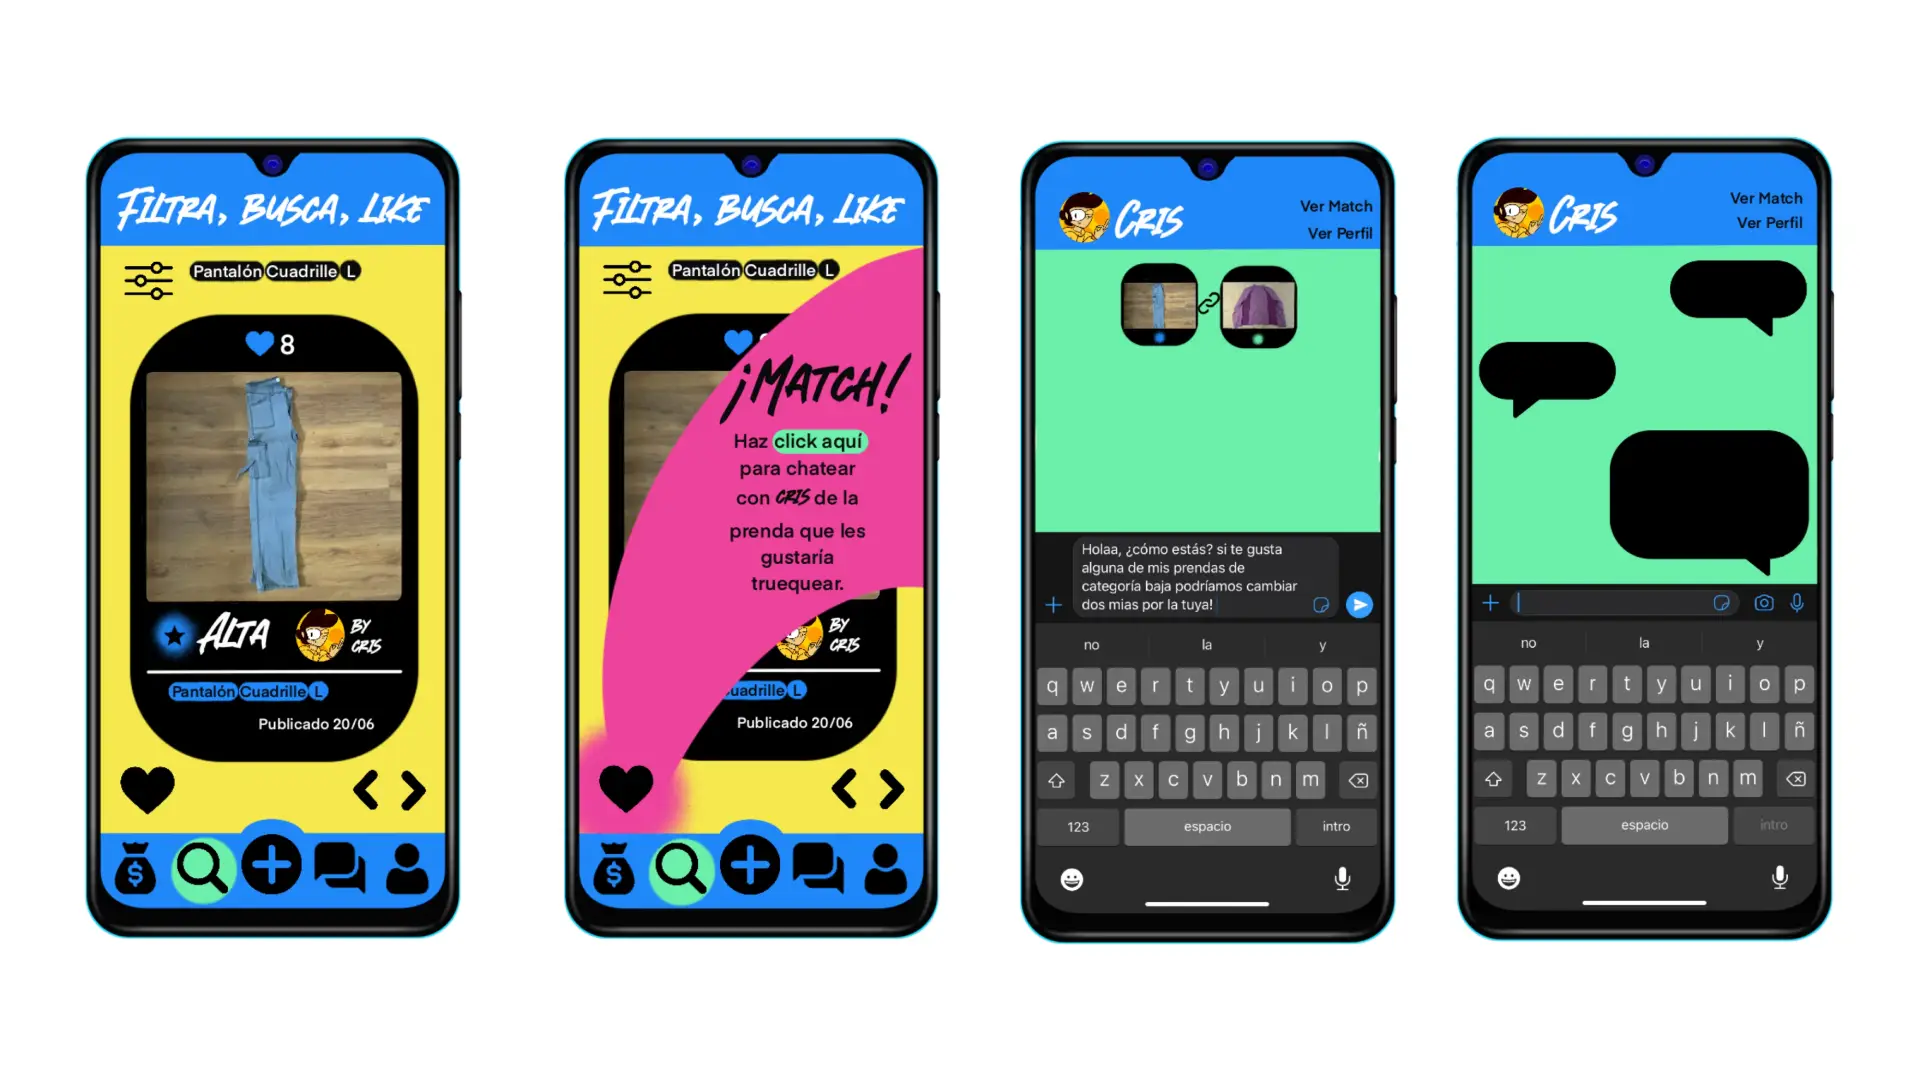 Filtra, busca, like
Pantalón Cuadrille L
8
Alta
By Cris
Pantalón Cuadrille L
Publicado 20/06
$
Filtra, busca, like
Pantalón Cuadrille L
¡Match!
Haz click aquí
para chatear
con Cris de la
prenda que les
gustaría
truequear.
By Cris
uadrille L
Publicado 20/06
$
Cris
Ver Match
Ver Perfil
Holaa, ¿cómo estás? si te gusta
alguna de mis prendas de
categoría baja podríamos cambiar
dos mias por la tuya!
no la y
q w e r t y u i o p
a s d f g h j k l ñ
z x c v b n m
123 espacio intro
Cris
Ver Match
Ver Perfil
no la y
q w e r t y u i o p
a s d f g h j k l ñ
z x c v b n m
123 espacio intro